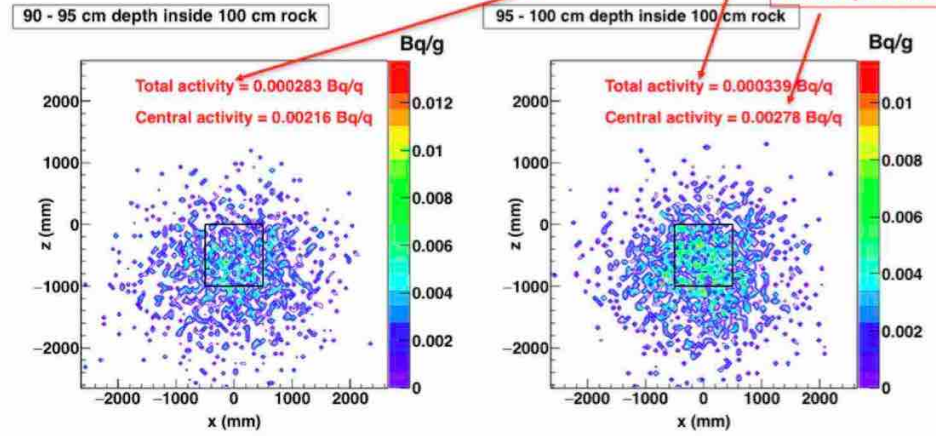 90 - 95 cm depth inside 100 cm rock
95 - 100 cm depth inside 100 cm rock
Bq/g
Total activity = 0.000283 Bq/q
Central activity = 0.00216 Bq/q
2000
1000
0
−1000
−2000
z (mm)
−2000 −1000 0 1000 2000
x (mm)
0.012
0.01
0.008
0.006
0.004
0.002
0
Bq/g
Total activity = 0.000339 Bq/q
Central activity = 0.00278 Bq/q
2000
1000
0
−1000
−2000
z (mm)
−2000 −1000 0 1000 2000
x (mm)
0.01
0.008
0.006
0.004
0.002
0